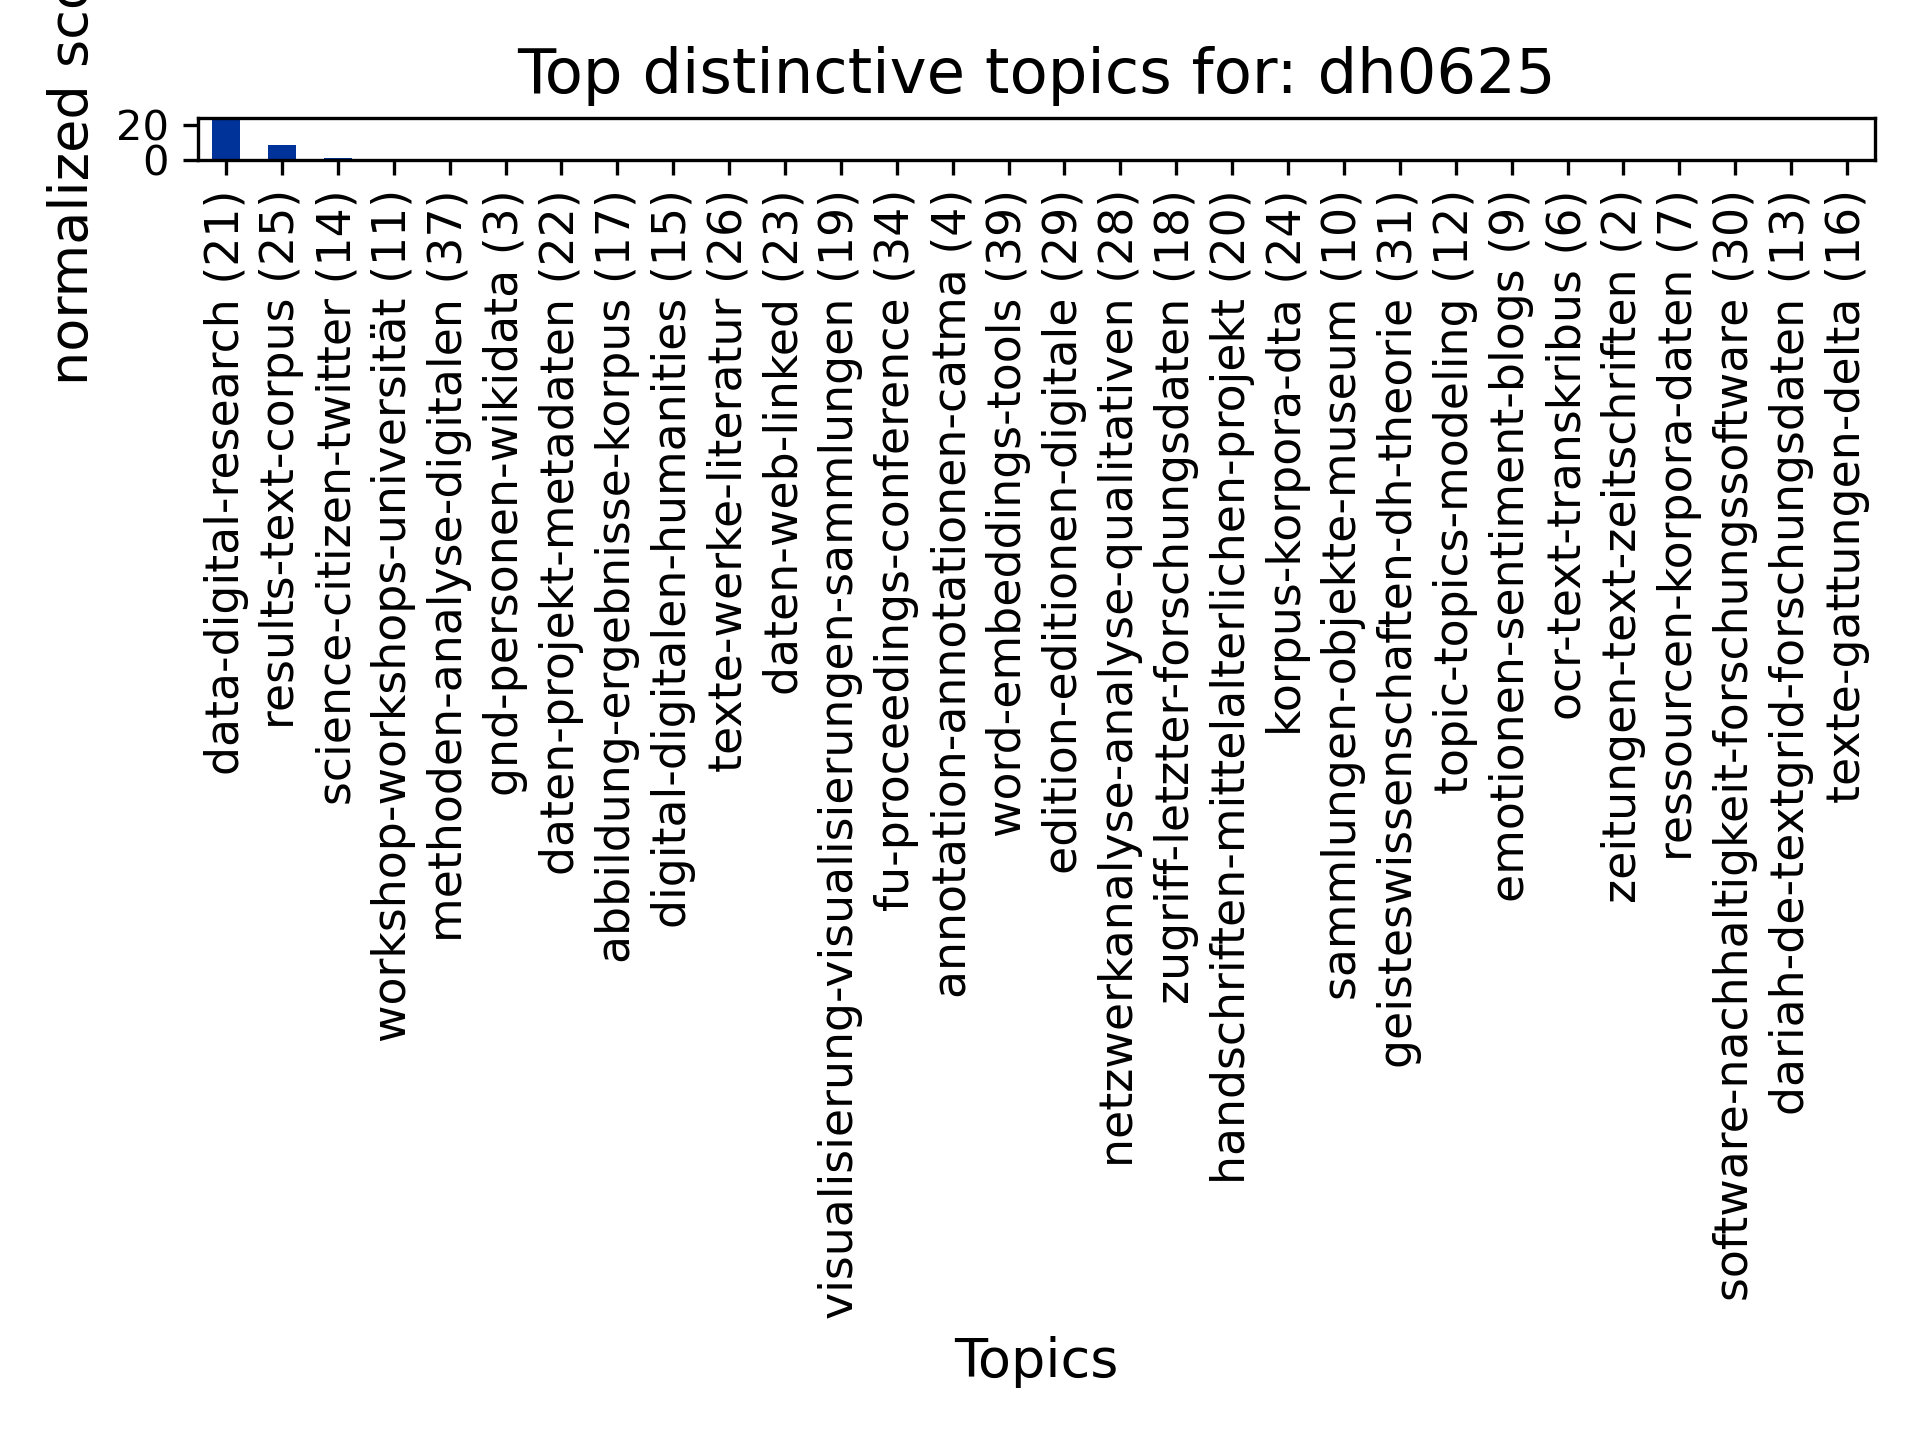 Top distinctive topics for: dh0625
normalized
20
0
data-digital-research (21)
results-text-corpus (25)
science-citizen-twitter (14)
workshop-workshops-universität (11)
methoden-analyse-digitalen (37)
gnd-personen-wikidata (3)
daten-projekt-metadaten (22)
abbildung-ergebnisse-korpus (17)
digital-digitalen-humanities (15)
texte-werke-literatur (26)
daten-web-linked (23)
visualisierung-visualisierungen-sammlungen (19)
fu-proceedings-conference (34)
annotation-annotationen-catma (4)
word-embeddings-tools (39)
edition-editionen-digitale (29)
netzwerkanalyse-analyse-qualitativen (28)
zugriff-letzter-forschungsdaten (18)
handschriften-mittelalterlichen-projekt (20)
korpus-korpora-dta (24)
sammlungen-objekte-museum (10)
geisteswissenschaften-dh-theorie (31)
topic-topics-modeling (12)
emotionen-sentiment-blogs (9)
ocr-text-transkribus (6)
zeitungen-text-zeitschriften (2)
ressourcen-korpora-daten (7)
software-nachhaltigkeit-forschungssoftware (30)
dariah-de-textgrid-forschungsdaten (13)
texte-gattungen-delta (16)
Topics